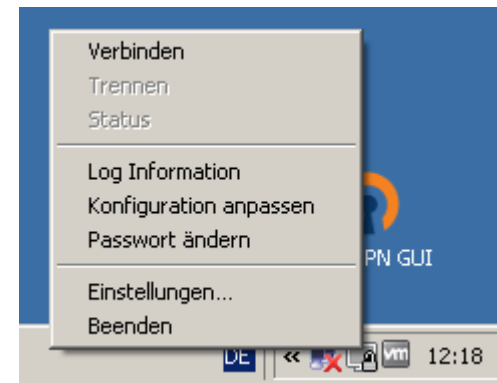 Verbinden
Trennen
Status
Log Information
Konfiguration anpassen
Passwort ändern
Einstellungen...
Beenden
PN GUI
DE
«
vm
12:18